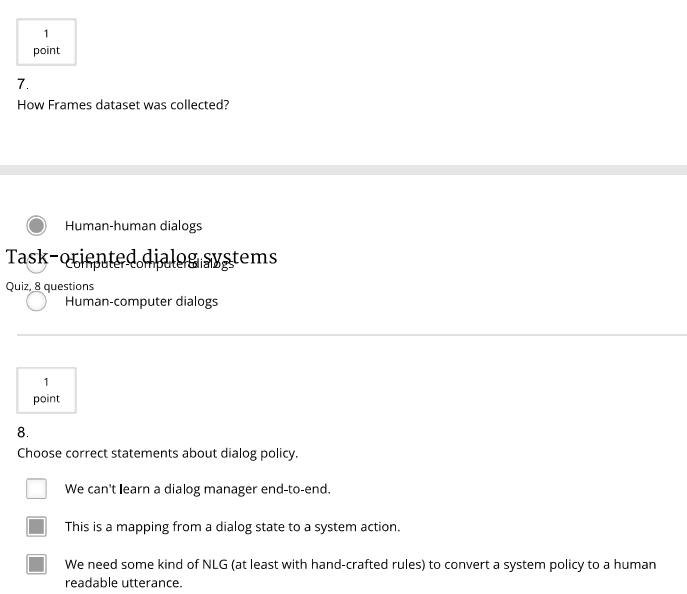 1
point
7.
How Frames dataset was collected?
Human-human dialogs
Task-oriented dialog systems
Computer-computer dialogs
Quiz, 8 questions
Human-computer dialogs
1
point
8.
Choose correct statements about dialog policy.
We can't learn a dialog manager end-to-end.
This is a mapping from a dialog state to a system action.
We need some kind of NLG (at least with hand-crafted rules) to convert a system policy to a human
readable utterance.